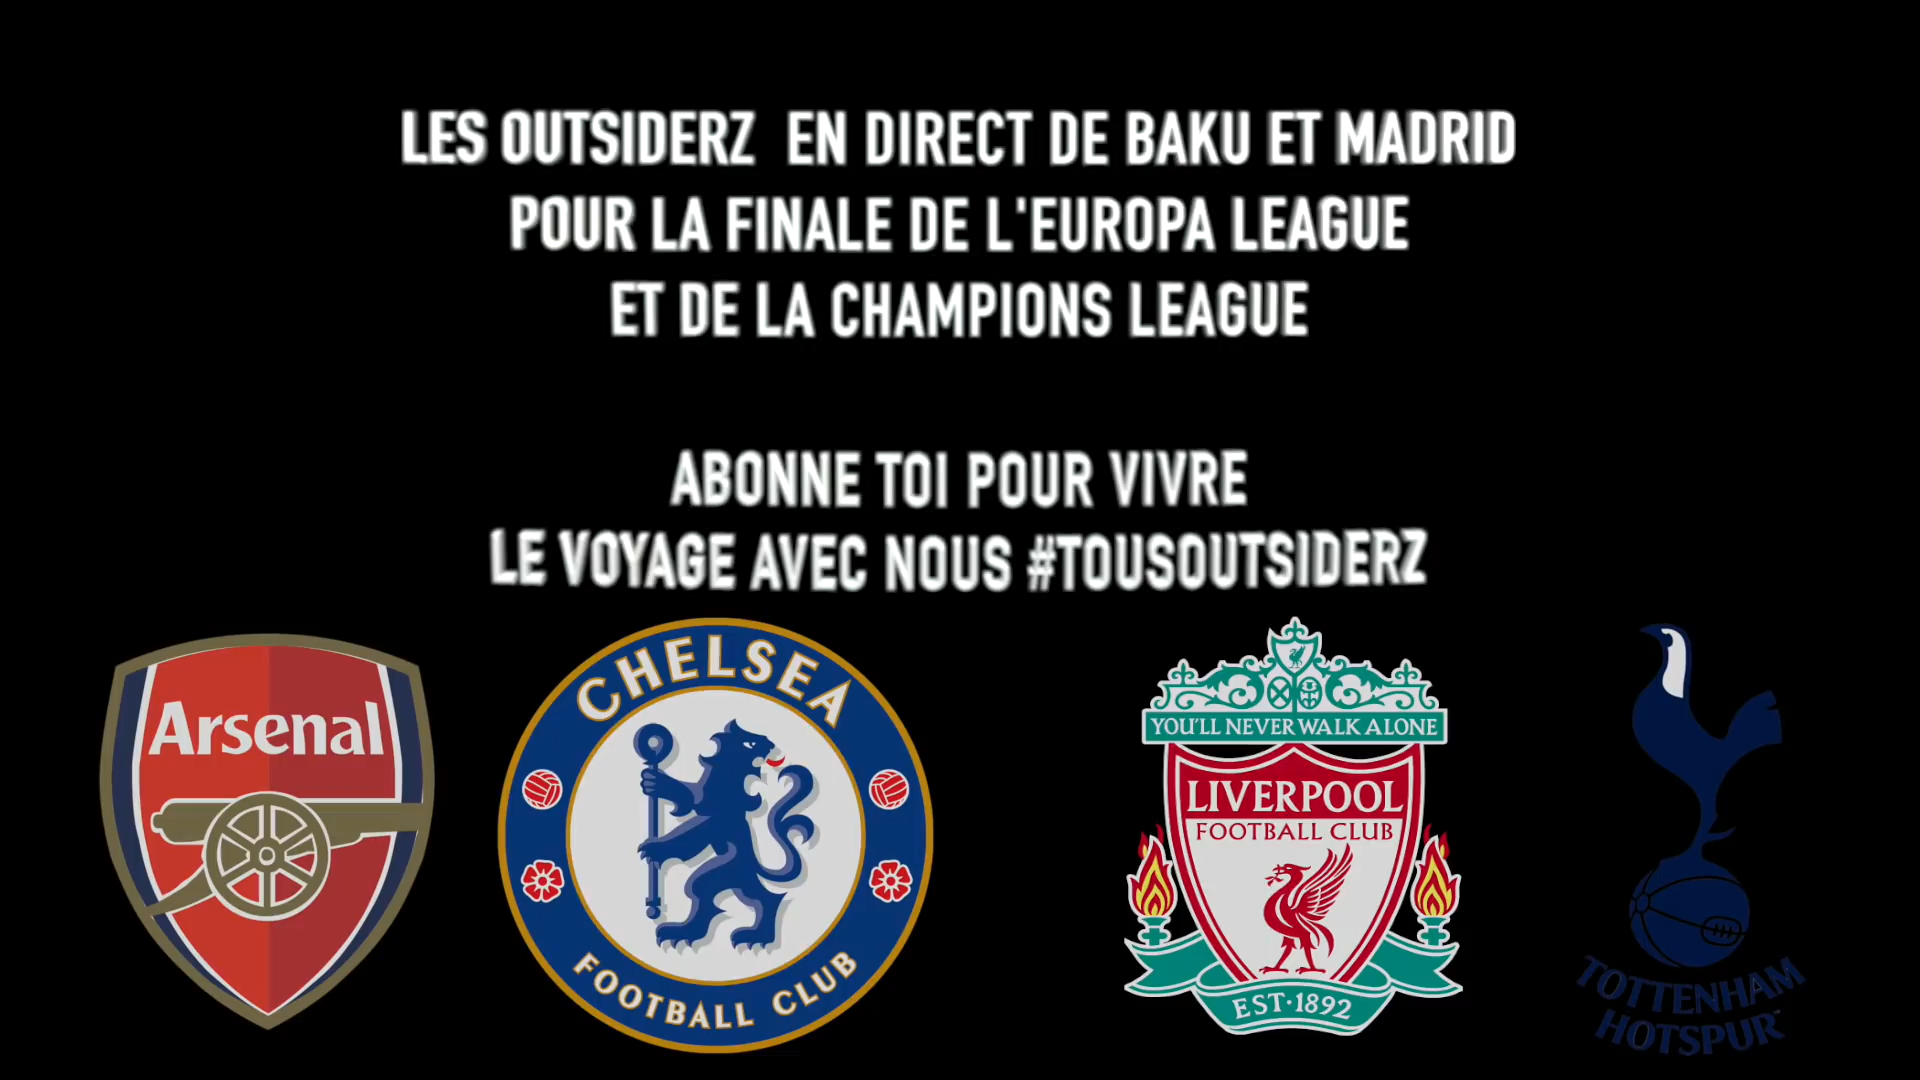 LES OUTSIDERZ EN DIRECT DE BAKU ET MADRID
POUR LA FINALE DE L'EUROPA LEAGUE
ET DE LA CHAMPIONS LEAGUE
ABONNE TOI POUR VIVRE
LE VOYAGE AVEC NOUS #TOUSOUTSIDERZ
Arsenal
CHELSEA
FOOTBALL CLUB
YOU'LL NEVER WALK ALONE
LIVERPOOL
FOOTBALL CLUB
EST·1892
TOTTENHAM
HOTSPUR